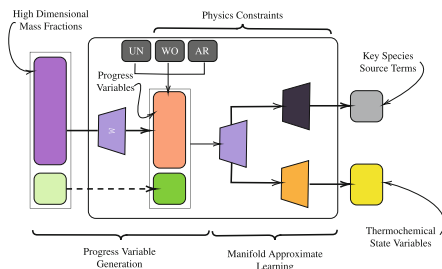 High Dimensional
Mass Fractions
Physics Constraints
UN
WO
AR
Progress
Variables
Key Species
Source Terms
W
Thermochemical
State Variables
Progress Variable
Generation
Manifold Approximate
Learning